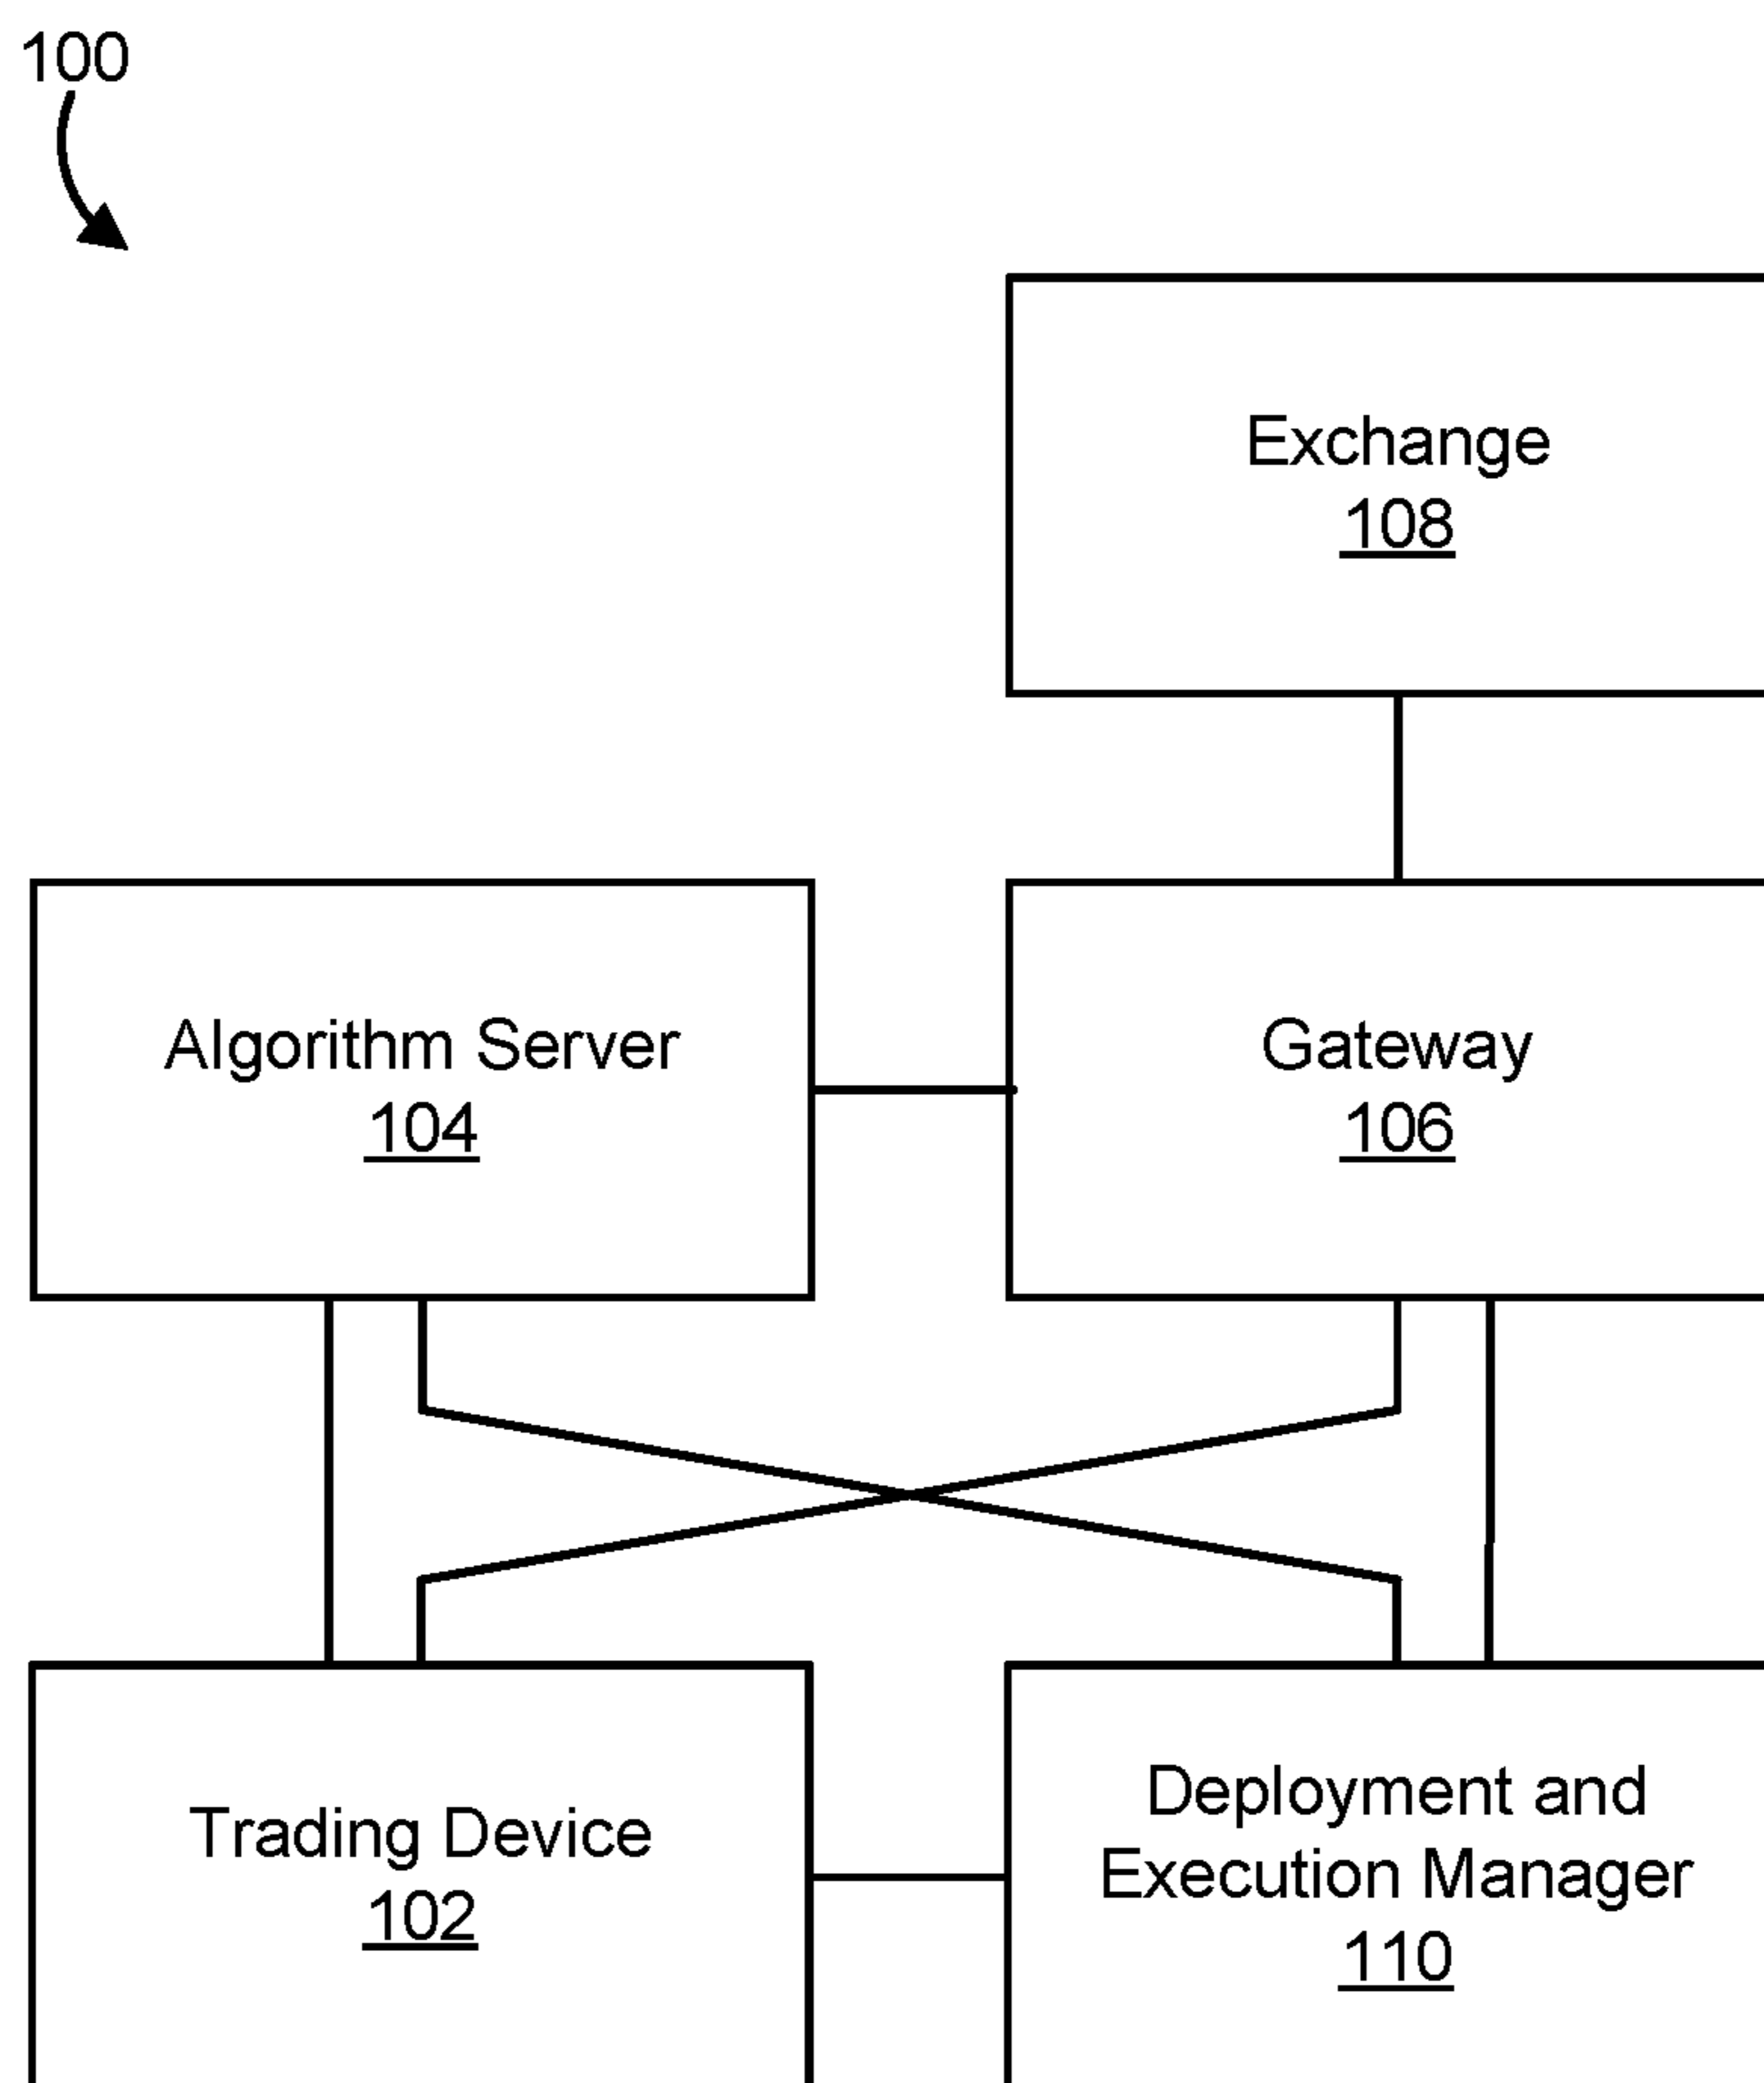 100
Exchange
108
Algorithm Server
104
Gateway
106
Trading Device
102
Deployment and
Execution Manager
110